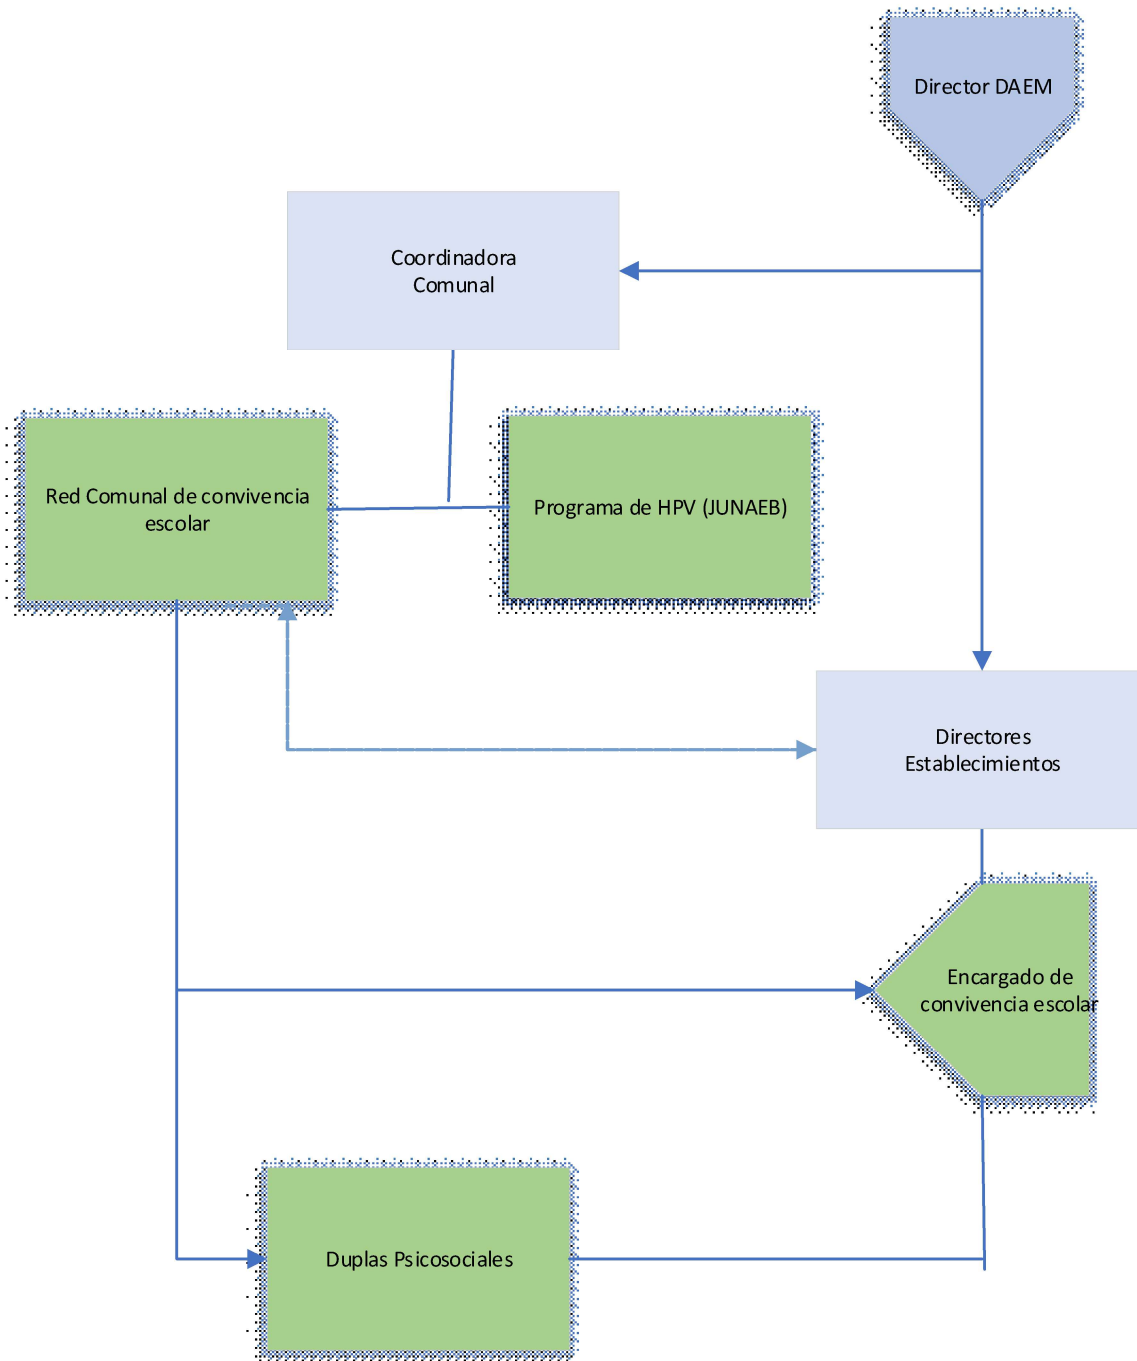 Director DAEM
Coordinadora
Comunal
Red Comunal de convivencia
escolar
Programa de HPV (JUNAEB)
Directores
Establecimientos
Encargado de
convivencia escolar
Duplas Psicosociales